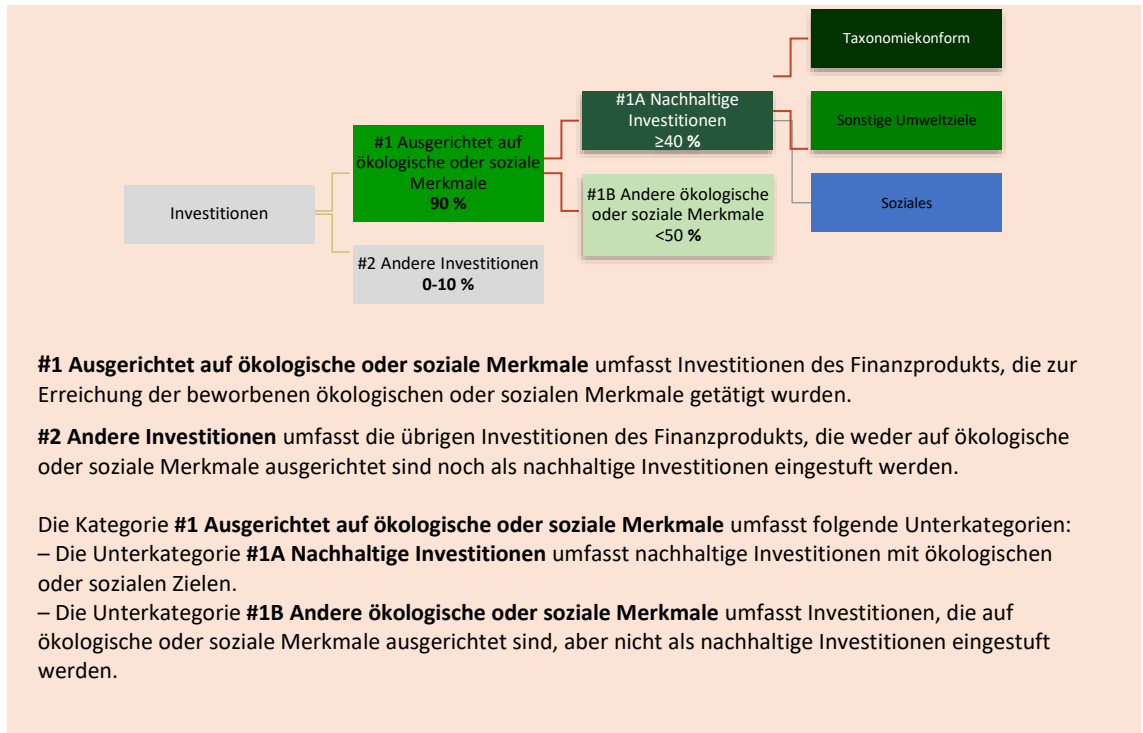 Taxonomiekonform
#1A Nachhaltige
Investitionen
≥40 %
Sonstige Umweltziele
#1 Ausgerichtet auf
ökologische oder soziale
Merkmale
90 %
#1B Andere ökologische
oder soziale Merkmale
<50 %
Soziales
Investitionen
#2 Andere Investitionen
0-10 %
#1 Ausgerichtet auf ökologische oder soziale Merkmale umfasst Investitionen des Finanzprodukts, die zur
Erreichung der beworbenen ökologischen oder sozialen Merkmale getätigt wurden.
#2 Andere Investitionen umfasst die übrigen Investitionen des Finanzprodukts, die weder auf ökologische
oder soziale Merkmale ausgerichtet sind noch als nachhaltige Investitionen eingestuft werden.
Die Kategorie #1 Ausgerichtet auf ökologische oder soziale Merkmale umfasst folgende Unterkategorien:
– Die Unterkategorie #1A Nachhaltige Investitionen umfasst nachhaltige Investitionen mit ökologischen
oder sozialen Zielen.
– Die Unterkategorie #1B Andere ökologische oder soziale Merkmale umfasst Investitionen, die auf
ökologische oder soziale Merkmale ausgerichtet sind, aber nicht als nachhaltige Investitionen eingestuft
werden.